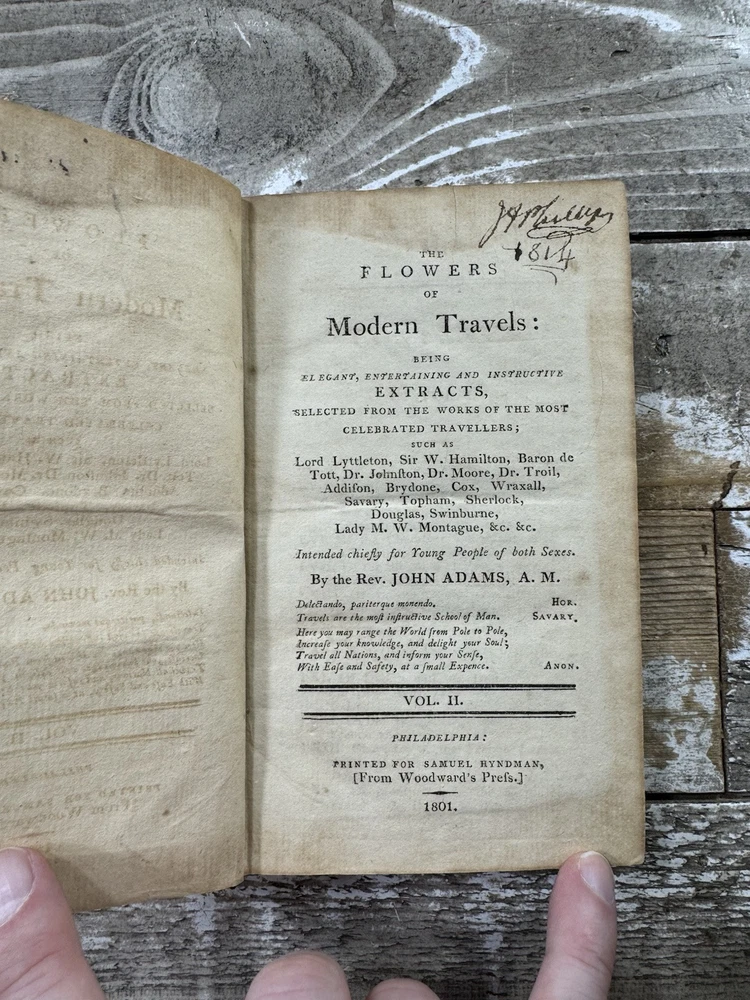 1814
THE
FLOWERS
OF
Modern Travels:
BEING
ELEGANT, ENTERTAINING AND INSTRUCTIVE
EXTRACTS,
SELECTED FROM THE WORKS OF THE MOST
CELEBRATED TRAVELLERS;
SUCH AS
Lord Lyttleton, Sir W. Hamilton, Baron de
Tott, Dr. Johnſton, Dr. Moore, Dr. Troil,
Addiſon, Brydone, Cox, Wraxall,
Savary, Topham, Sherlock,
Douglas, Swinburne,
Lady M. W. Montague, &c. &c.
Intended chiefly for Young People of both Sexes.
By the Rev. JOHN ADAMS, A. M.
Delectando, pariterque monendo. HOR.
Travels are the moſt inſtructive School of Man. SAVARY.
Here you may range the World from Pole to Pole,
Increaſe your knowledge, and delight your Soul;
Travel all Nations, and inform your Senſe,
With Eaſe and Safety, at a ſmall Expence. ANON.
VOL. II.
PHILADELPHIA:
PRINTED FOR SAMUEL HYNDMAN,
[From Woodward's Preſs.]
1801.